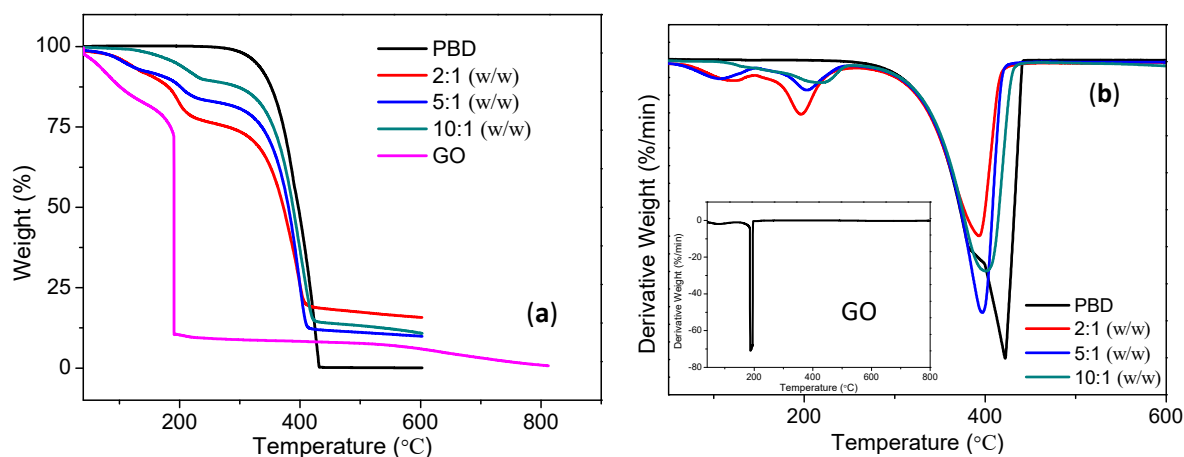 100
75
50
25
0
Weight (%)
PBD
2:1 (w/w)
5:1 (w/w)
10:1 (w/w)
GO
(a)
200
400
600
800
Temperature (°C)
Derivative Weight (%/min)
(b)
0
-20
-40
-60
-80
Derivative Weight (%/min)
GO
0
200
400
600
800
Temperature (°C)
PBD
2:1 (w/w)
5:1 (w/w)
10:1 (w/w)
200
400
600
Temperature (°C)